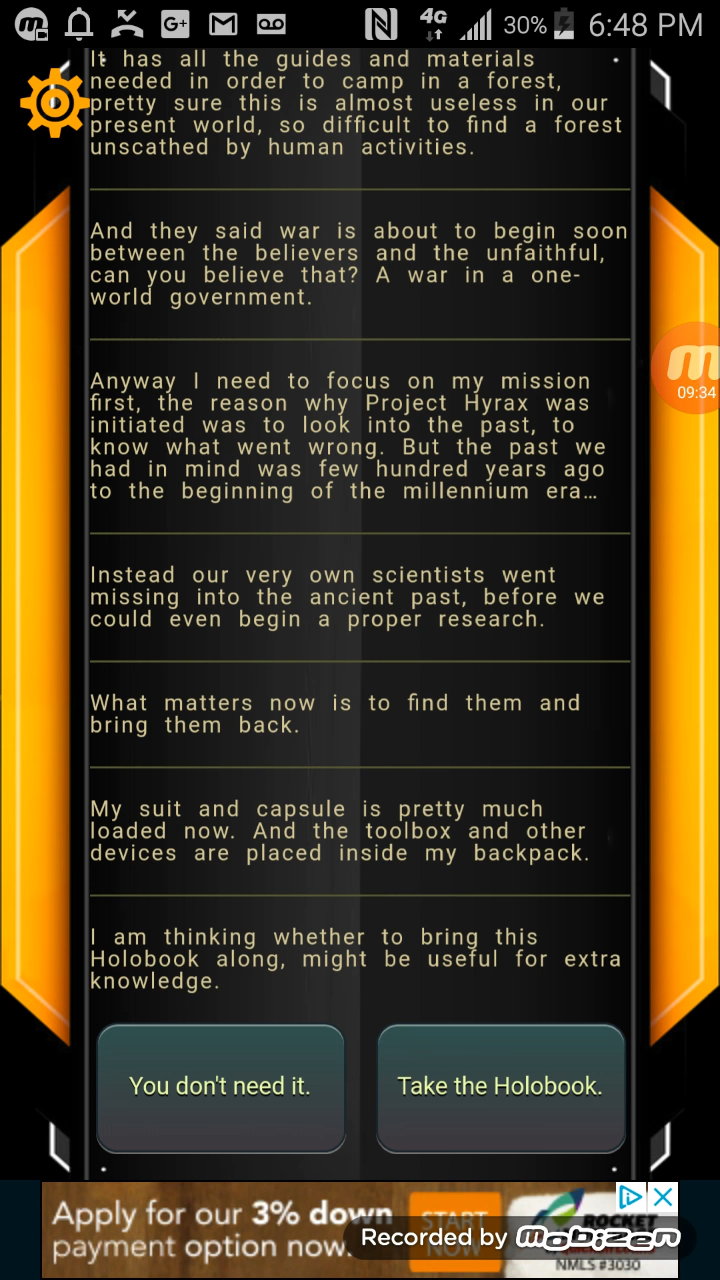 G+
4G
30%
6:48 PM
It has all the guides and materials
needed in order to camp in a forest,
pretty sure this is almost useless in our
present world, so difficult to find a forest
unscathed by human activities.
And they said war is about to begin soon
between the believers and the unfaithful,
can you believe that? A war in a one-
world government.
09:34
Anyway I need to focus on my mission
first, the reason why Project Hyrax was
initiated was to look into the past, to
know what went wrong. But the past we
had in mind was few hundred years ago
to the beginning of the millennium era...
Instead our very own scientists went
missing into the ancient past, before we
could even begin a proper research.
What matters now is to find them and
bring them back.
My suit and capsule is pretty much
loaded now. And the toolbox and other
devices are placed inside my backpack.
I am thinking whether to bring this
Holobook along, might be useful for extra
knowledge.
You don't need it.
Take the Holobook.
Apply for our 3% down
payment option now.
START
NOW
ROCKET
NMLS #3030
Recorded by mobizen